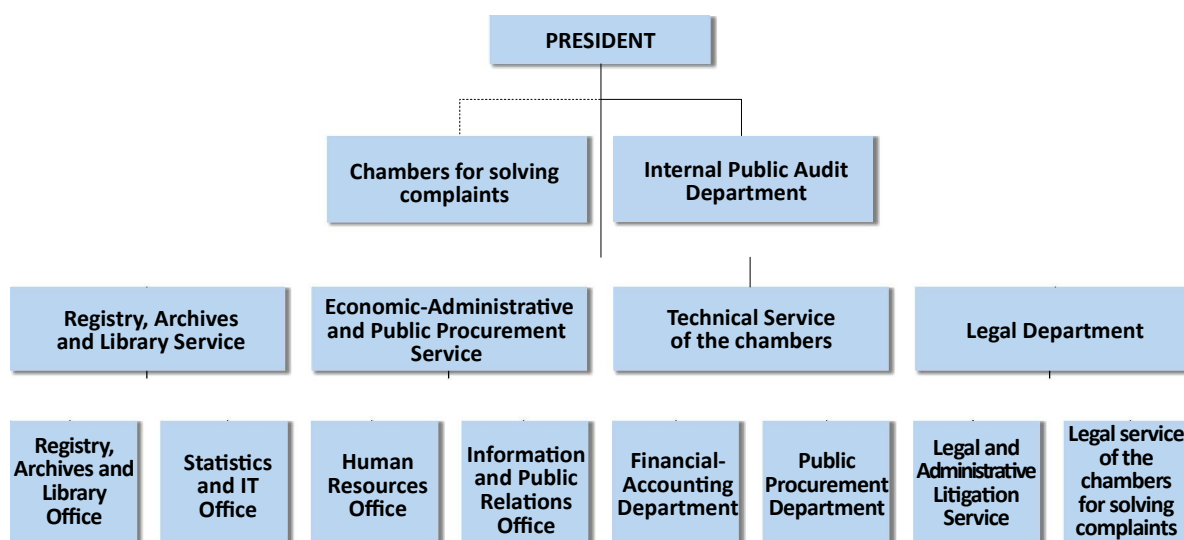 PRESIDENT
Chambers for solving
complaints
Internal Public Audit
Department
Registry, Archives
and Library Service
Economic-Administrative
and Public Procurement
Service
Technical Service
of the chambers
Legal Department
Registry,
Archives and
Library
Office
Statistics
and IT
Office
Human
Resources
Office
Information
and Public
Relations
Office
Financial-
Accounting
Department
Public
Procurement
Department
Legal and
Administrative
Litigation
Service
Legal service
of the
chambers
for solving
complaints